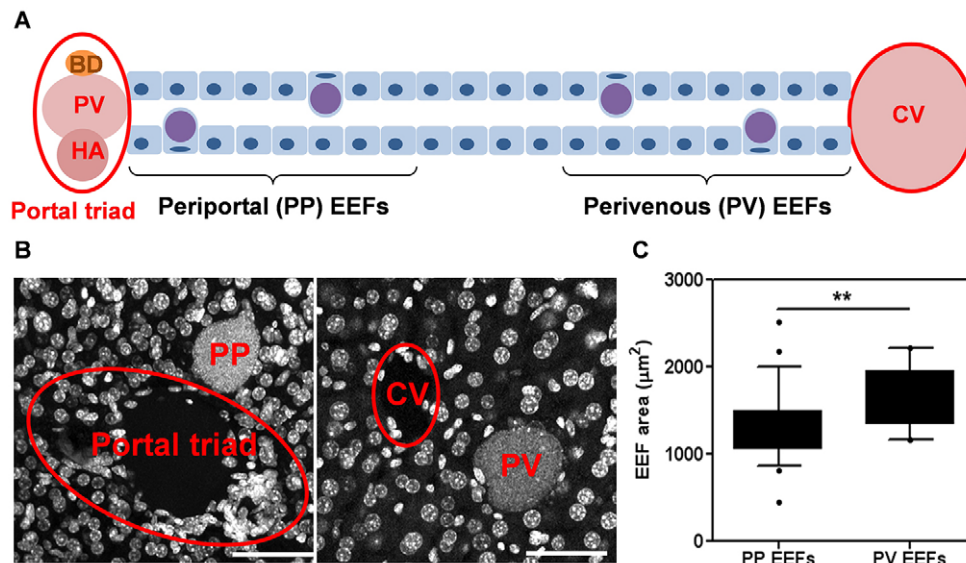 A
BD
PV
HA
CV
Portal triad
Periportal (PP) EEFs
Perivenous (PV) EEFs
B
PP
Portal triad
CV
PV
C
EEF area (µm²)
3000
2000
1000
0
**
PP EEFs
PV EEFs